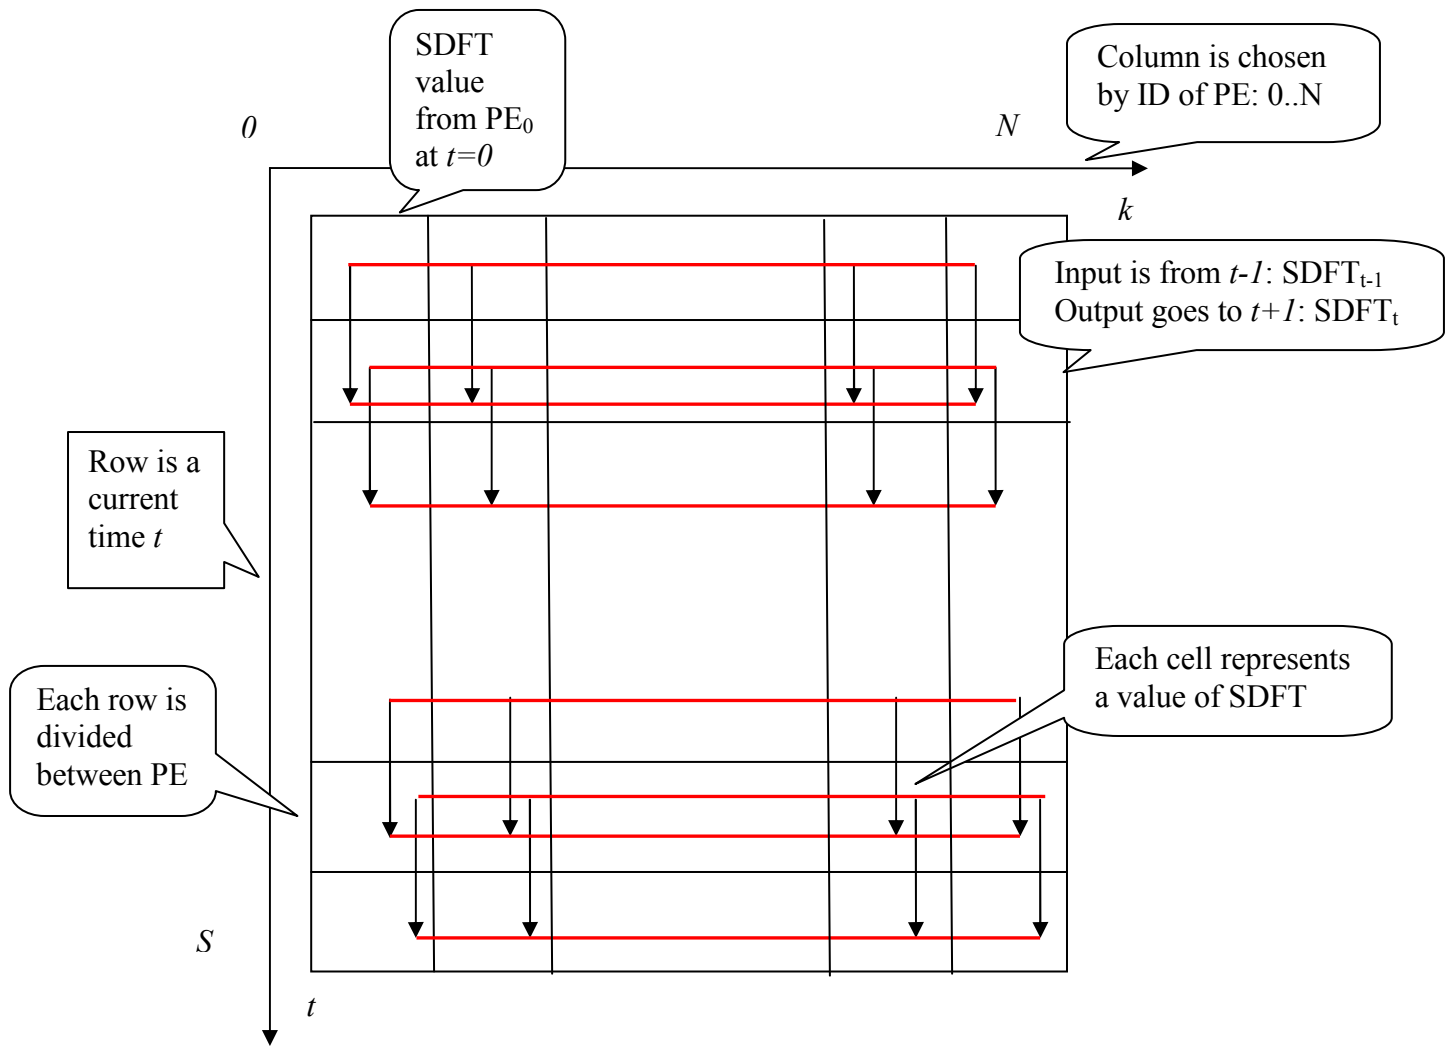 SDFT
value
from PE0
at t=0
Column is chosen
by ID of PE: 0..N
0
N
k
Input is from t-1: SDFTt-1
Output goes to t+1: SDFTt
Row is a
current
time t
Each cell represents
a value of SDFT
Each row is
divided
between PE
S
t